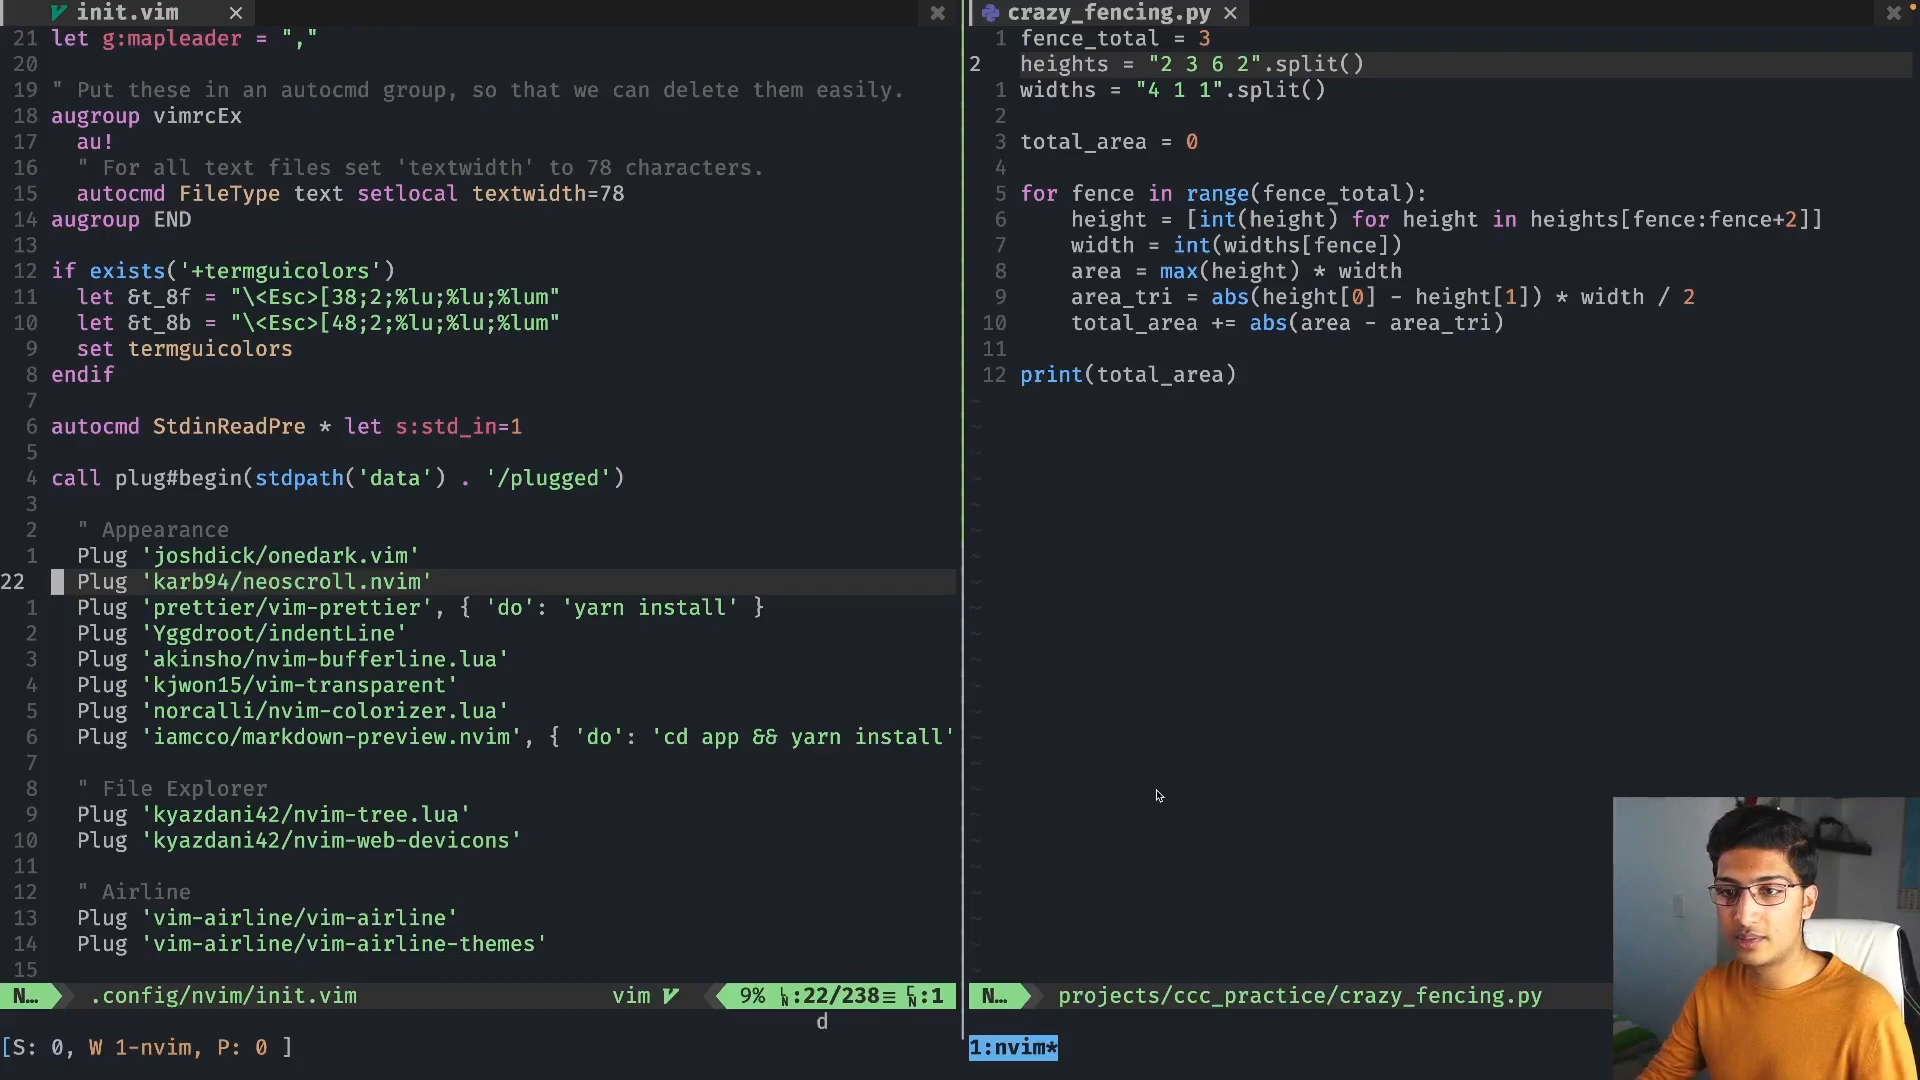 init.vim ×
21 let g:mapleader = ","
20
19 " Put these in an autocmd group, so that we can delete them easily.
18 augroup vimrcEx
17 au!
16 " For all text files set 'textwidth' to 78 characters.
15 autocmd FileType text setlocal textwidth=78
14 augroup END
13
12 if exists('+termguicolors')
11 let &t_8f = "\<Esc>[38;2;%lu;%lu;%lum"
10 let &t_8b = "\<Esc>[48;2;%lu;%lu;%lum"
9 set termguicolors
8 endif
7
6 autocmd StdinReadPre * let s:std_in=1
5
4 call plug#begin(stdpath('data') . '/plugged')
3
2 " Appearance
1 Plug 'joshdick/onedark.vim'
22 Plug 'karb94/neoscroll.nvim'
1 Plug 'prettier/vim-prettier', { 'do': 'yarn install' }
2 Plug 'Yggdroot/indentLine'
3 Plug 'akinsho/nvim-bufferline.lua'
4 Plug 'kjwon15/vim-transparent'
5 Plug 'norcalli/nvim-colorizer.lua'
6 Plug 'iamcco/markdown-preview.nvim', { 'do': 'cd app && yarn install'
7
8 " File Explorer
9 Plug 'kyazdani42/nvim-tree.lua'
10 Plug 'kyazdani42/nvim-web-devicons'
11
12 " Airline
13 Plug 'vim-airline/vim-airline'
14 Plug 'vim-airline/vim-airline-themes'
15
N… .config/nvim/init.vim vim 9% LN:22/238≡ CN:1
d
[S: 0, W 1-nvim, P: 0 ]
crazy_fencing.py ×
1 fence_total = 3
2 heights = "2 3 6 2".split()
1 widths = "4 1 1".split()
2
3 total_area = 0
4
5 for fence in range(fence_total):
6 height = [int(height) for height in heights[fence:fence+2]]
7 width = int(widths[fence])
8 area = max(height) * width
9 area_tri = abs(height[0] - height[1]) * width / 2
10 total_area += abs(area - area_tri)
11
12 print(total_area)
N… projects/ccc_practice/crazy_fencing.py
1:nvim*